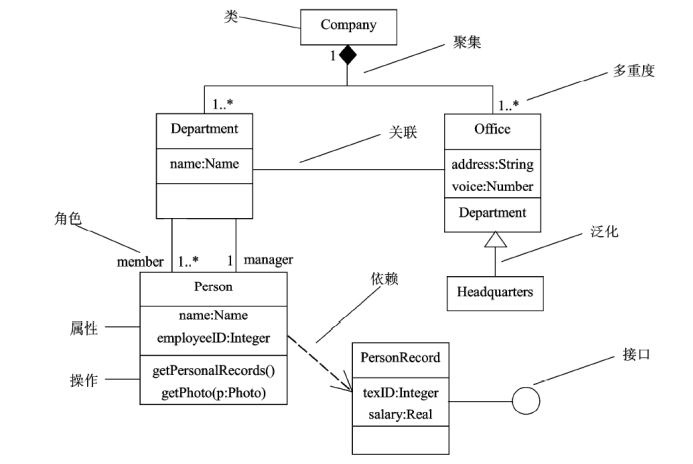 类
Company
1
聚集
多重度
1..*
1..*
Department
Office
关联
name:Name
address:String
voice:Number
Department
角色
泛化
member
1..*
1
manager
Person
依赖
Headquarters
name:Name
属性
employeeID:Integer
PersonRecord
接口
操作
getPersonalRecords()
getPhoto(p:Photo)
texID:Integer
salary:Real